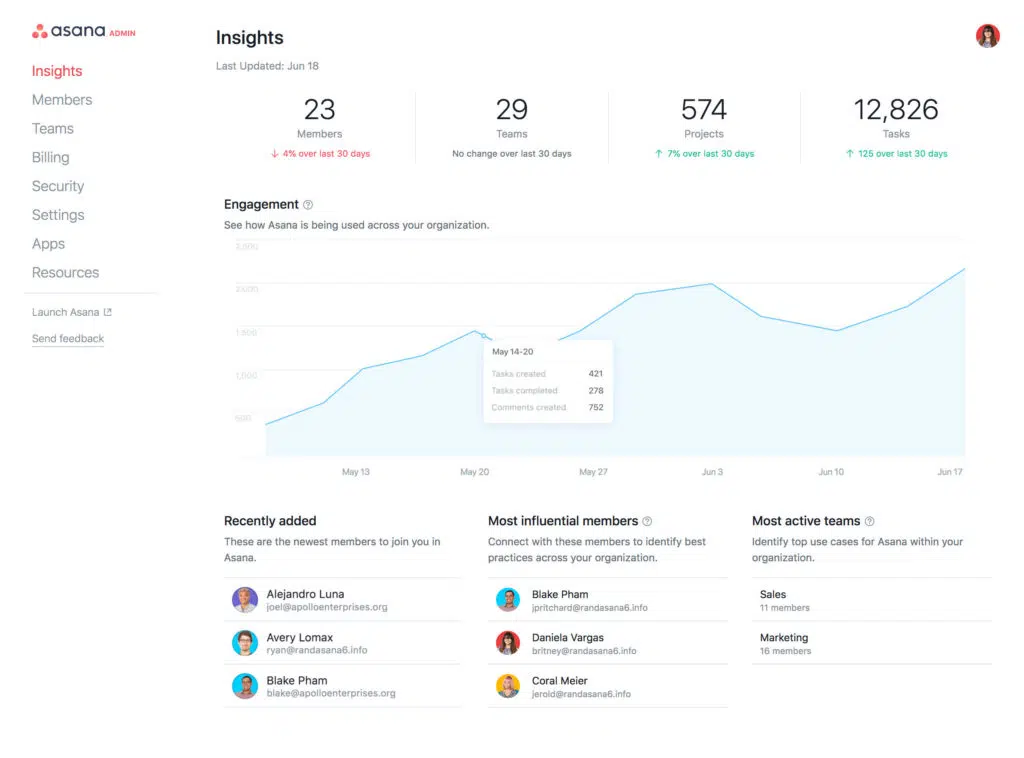 asana ADMIN
Insights
Members
Teams
Billing
Security
Settings
Apps
Resources
Launch Asana
Send feedback
Insights
Last Updated: Jun 18
23
Members
↓ 4% over last 30 days
29
Teams
No change over last 30 days
574
Projects
↑ 7% over last 30 days
12,826
Tasks
↑ 125 over last 30 days
Engagement ?
See how Asana is being used across your organization.
2,000
1,500
1,000
500
May 14-20
Tasks created 421
Tasks completed 278
Comments created 752
May 13 May 20 May 27 Jun 3 Jun 10 Jun 17
Recently added
These are the newest members to join you in
Asana.
Alejandro Luna
joel@apolloenterprises.org
Avery Lomax
ryan@randasana6.info
Blake Pham
blake@apolloenterprises.org
Most influential members ?
Connect with these members to identify best
practices across your organization.
Blake Pham
jpritchard@randasana6.info
Daniela Vargas
britney@randasana6.info
Coral Meier
jerold@randasana6.info
Most active teams ?
Identify top use cases for Asana within your
organization.
Sales
11 members
Marketing
16 members